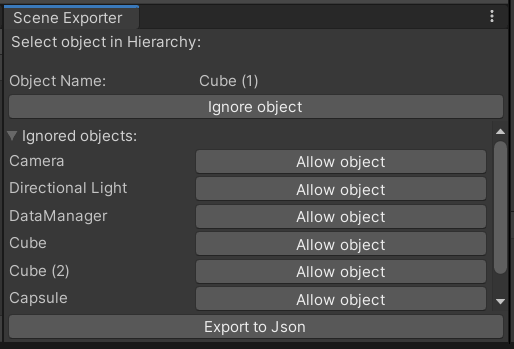 Scene Exporter
Select object in Hierarchy:
Object Name: Cube (1)
Ignore object
Ignored objects:
Camera Allow object
Directional Light Allow object
DataManager Allow object
Cube Allow object
Cube (2) Allow object
Capsule Allow object
Export to Json